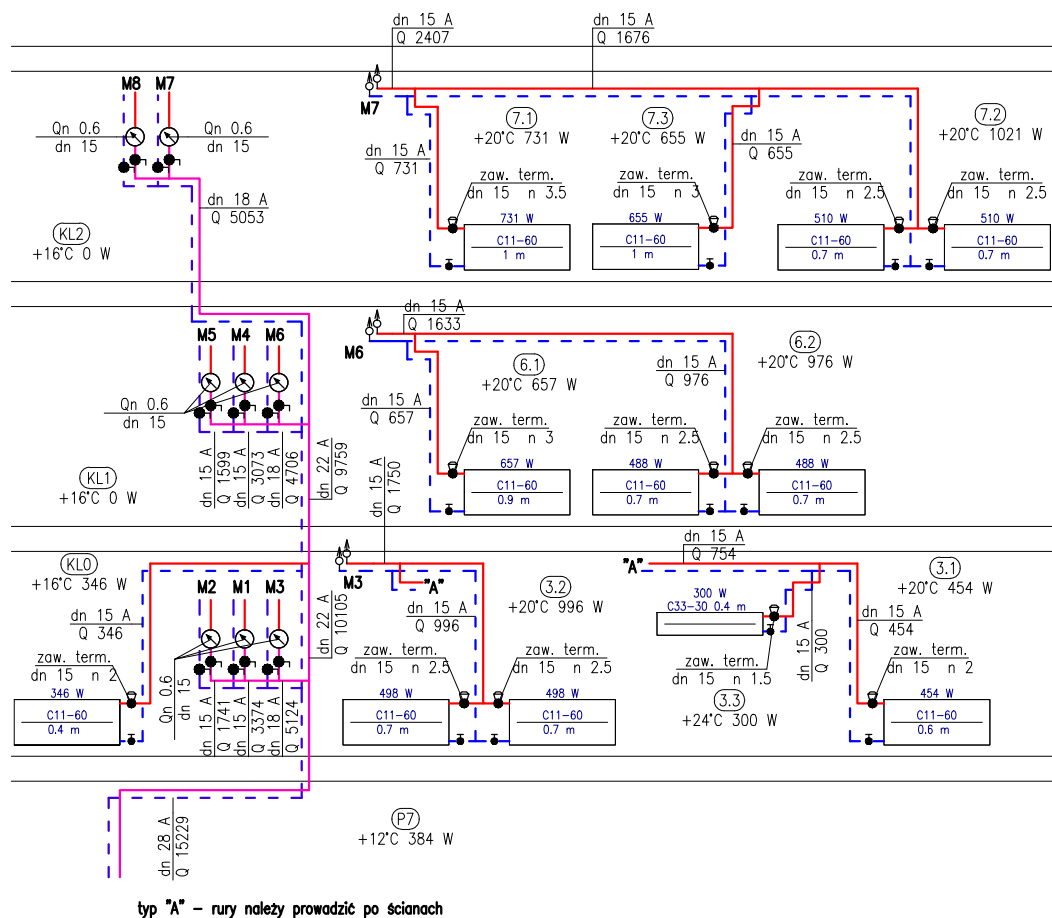 dn 15 A
Q 2407
dn 15 A
Q 1676
M8 M7
Qn 0.6
dn 15
Qn 0.6
dn 15
M7
7.1
+20°C 731 W
7.3
+20°C 655 W
7.2
+20°C 1021 W
dn 15 A
Q 731
dn 15 A
Q 655
zaw. term.
dn 15 n 3.5
zaw. term.
dn 15 n 3
zaw. term.
dn 15 n 2.5
zaw. term.
dn 15 n 2.5
dn 18 A
Q 5053
KL2
+16°C 0 W
731 W
C11-60
1 m
655 W
C11-60
1 m
510 W
C11-60
0.7 m
510 W
C11-60
0.7 m
dn 15 A
Q 1633
M5 M4 M6
M6
6.1
+20°C 657 W
6.2
+20°C 976 W
dn 15 A
Q 976
Qn 0.6
dn 15
dn 15 A
Q 657
zaw. term.
dn 15 n 3
zaw. term.
dn 15 n 2.5
zaw. term.
dn 15 n 2.5
KL1
+16°C 0 W
dn 15 A
Q 1599
dn 15 A
Q 3073
dn 18 A
Q 4706
dn 22 A
Q 9759
dn 15 A
Q 1750
657 W
C11-60
0.9 m
488 W
C11-60
0.7 m
488 W
C11-60
0.7 m
KL0
+16°C 346 W
M3
"A"
dn 15 A
Q 754
"A"
3.1
+20°C 454 W
3.2
+20°C 996 W
M2 M1 M3
dn 15 A
Q 346
dn 22 A
Q 10105
dn 15 A
Q 996
300 W
C33-30 0.4 m
dn 15 A
Q 300
dn 15 A
Q 454
zaw. term.
dn 15 n 2
Qn 0.6
dn 15
zaw. term.
dn 15 n 2.5
zaw. term.
dn 15 n 2.5
zaw. term.
dn 15 n 1.5
zaw. term.
dn 15 n 2
3.3
+24°C 300 W
346 W
C11-60
0.4 m
dn 15 A
Q 1741
dn 15 A
Q 3374
dn 18 A
Q 5124
498 W
C11-60
0.7 m
498 W
C11-60
0.7 m
454 W
C11-60
0.6 m
dn 28 A
Q 15229
P7
+12°C 384 W
typ "A" – rury należy prowadzić po ścianach